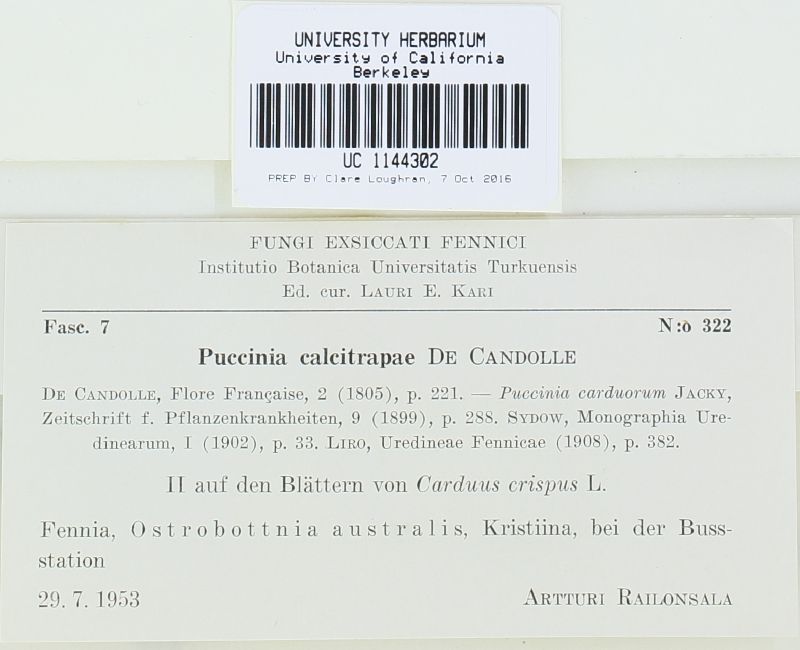 UNIVERSITY HERBARIUM
University of California
Berkeley
UC 1144302
PREP BY Clare Loughran, 7 Oct 2016
FUNGI EXSICCATI FENNICI
Institutio Botanica Universitatis Turkuensis
Ed. cur. LAURI E. KARI
Fasc. 7 N:o 322
Puccinia calcitrapae DE CANDOLLE
DE CANDOLLE, Flore Française, 2 (1805), p. 221. — Puccinia carduorum JACKY,
Zeitschrift f. Pflanzenkrankheiten, 9 (1899), p. 288. SYDOW, Monographia Ure-
dinearum, I (1902), p. 33. LIRO, Uredineae Fennicae (1908), p. 382.
II auf den Blättern von Carduus crispus L.
Fennia, Ostrobottnia australis, Kristiina, bei der Buss-
station
29. 7. 1953 ARTTURI RAILONSALA